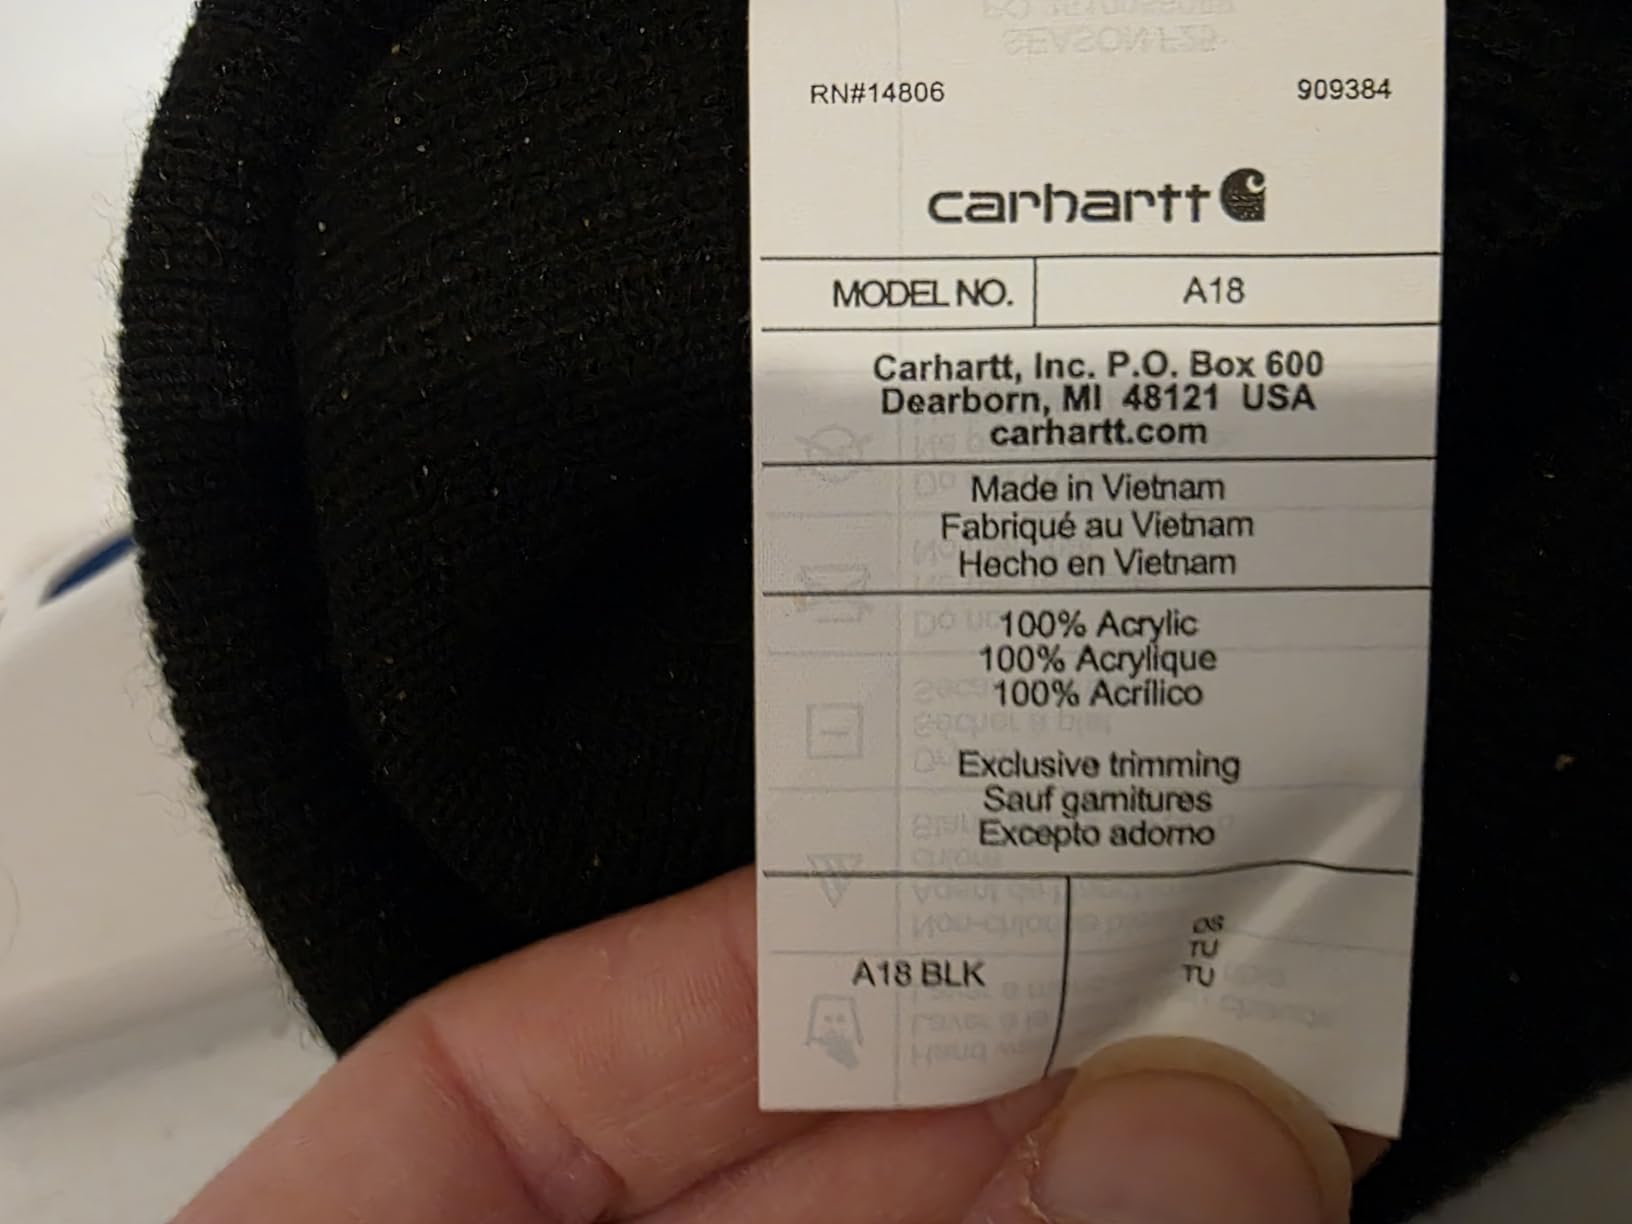 RN#14806 909384
carhartt
MODEL NO. A18
Carhartt, Inc. P.O. Box 600
Dearborn, MI 48121 USA
carhartt.com
Made in Vietnam
Fabriqué au Vietnam
Hecho en Vietnam
100% Acrylic
100% Acrylique
100% Acrílico
Exclusive trimming
Sauf garnitures
Excepto adorno
A18 BLK
OS
TU
TU